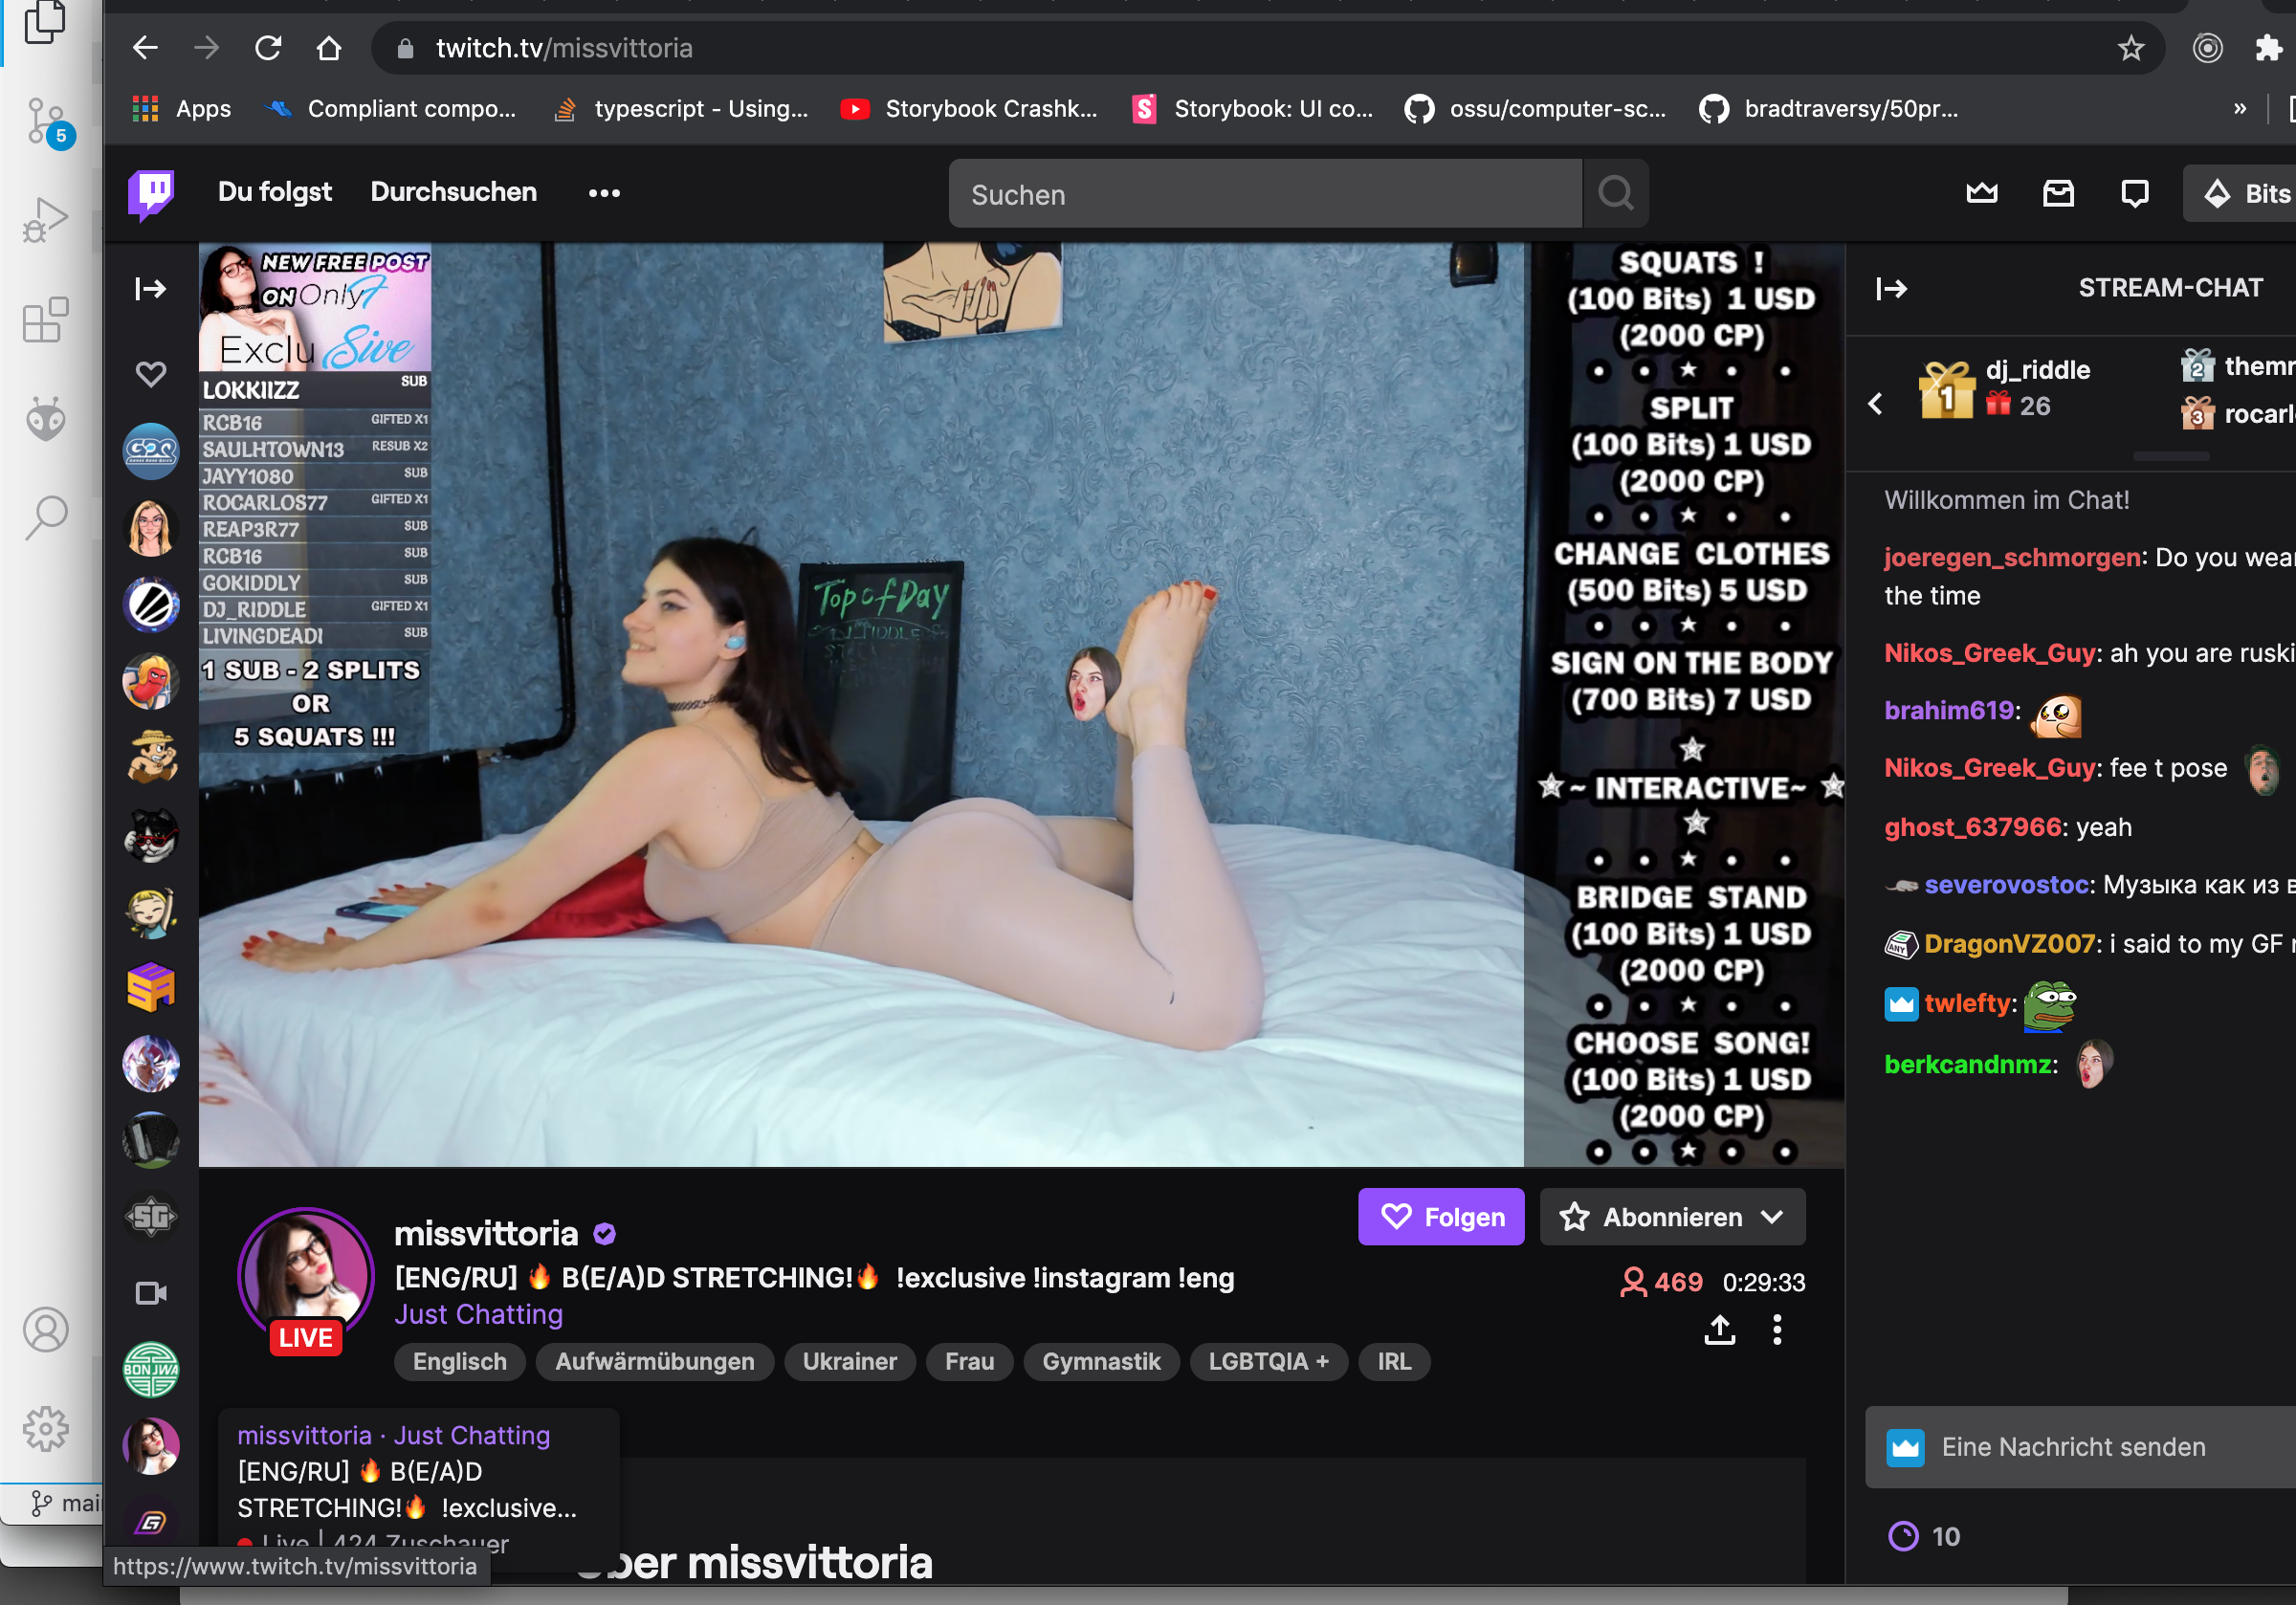 5
twitch.tv/missvittoria
Apps
Compliant compo...
typescript - Using...
Storybook Crashk...
Storybook: UI co...
ossu/computer-sc...
bradtraversy/50pr...
»
Du folgst
Durchsuchen
Suchen
Bits
NEW FREE POST
ON Only
Exclu Sive
LOKKIIZZ SUB
RCB16 GIFTED X1
SAULHTOWN13 RESUB X2
JAYY1080 SUB
ROCARLOS77 GIFTED X1
REAP3R77 SUB
RCB16 SUB
GOKIDDLY SUB
DJ_RIDDLE GIFTED X1
LIVINGDEAD1 SUB
1 SUB - 2 SPLITS
OR
5 SQUATS !!!
Top of Day
DJ_RIDDLE
SQUATS !
(100 Bits) 1 USD
(2000 CP)
SPLIT
(100 Bits) 1 USD
(2000 CP)
CHANGE CLOTHES
(500 Bits) 5 USD
SIGN ON THE BODY
(700 Bits) 7 USD
~ INTERACTIVE~
BRIDGE STAND
(100 Bits) 1 USD
(2000 CP)
CHOOSE SONG!
(100 Bits) 1 USD
(2000 CP)
STREAM-CHAT
1 dj_riddle
26
2 themr
3 rocarl
Willkommen im Chat!
joeregen_schmorgen: Do you wear
the time
Nikos_Greek_Guy: ah you are ruski
brahim619:
Nikos_Greek_Guy: fee t pose
ghost_637966: yeah
severovostoc: Музыка как из в
ANY DragonVZ007: i said to my GF
twlefty:
berkcandnmz:
Eine Nachricht senden
10
SG
BONJWA
missvittoria
Folgen
Abonnieren
[ENG/RU] 🔥 B(E/A)D STRETCHING!🔥 !exclusive !instagram !eng
469 0:29:33
Just Chatting
LIVE
Englisch
Aufwärmübungen
Ukrainer
Frau
Gymnastik
LGBTQIA +
IRL
missvittoria · Just Chatting
[ENG/RU] 🔥 B(E/A)D
STRETCHING!🔥 !exclusive...
Live | 424 Zuschauer
https://www.twitch.tv/missvittoria
Über missvittoria
main